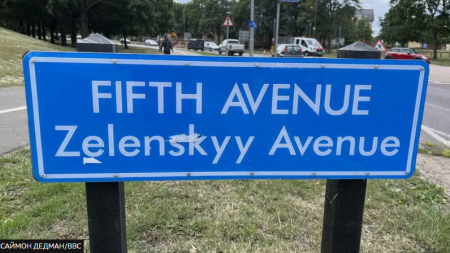 FIFTH AVENUE
Zelenskyy Avenue
САЙМОН ДЕДМАН/BBC